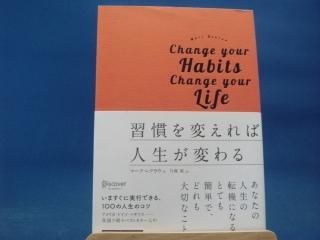 Marc Reklau
Change your
Habits
Change your
Life
習慣を変えれば
人生が変わる
マーク・レクラウ
あなたの
人生の
転機になる
とても
簡単で、
どれも
大切なこと
Discover
いますぐに実行できる、
100の人生のコツ